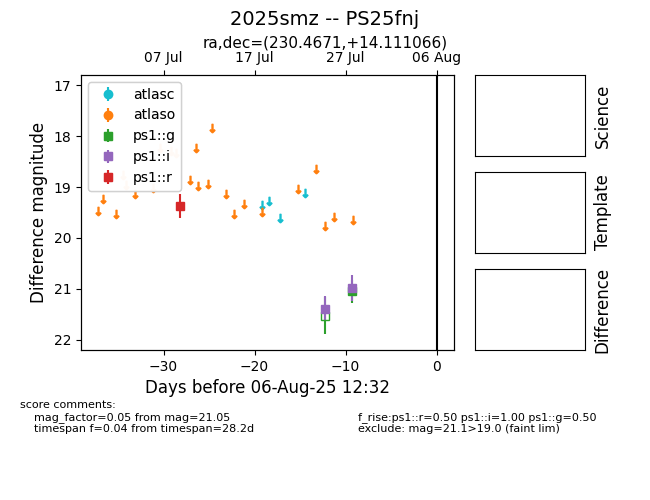 2025smz -- PS25fnj
ra,dec=(230.4671,+14.111066)
07 Jul 17 Jul 27 Jul 06 Aug
atlasc
atlaso
ps1::g
ps1::i
ps1::r
17
18
19
20
21
22
Difference magnitude
−30 −20 −10 0
Days before 06-Aug-25 12:32
Science
Template
Difference
score comments:
mag_factor=0.05 from mag=21.05
timespan f=0.04 from timespan=28.2d
f_rise:ps1::r=0.50 ps1::i=1.00 ps1::g=0.50
exclude: mag=21.1>19.0 (faint lim)